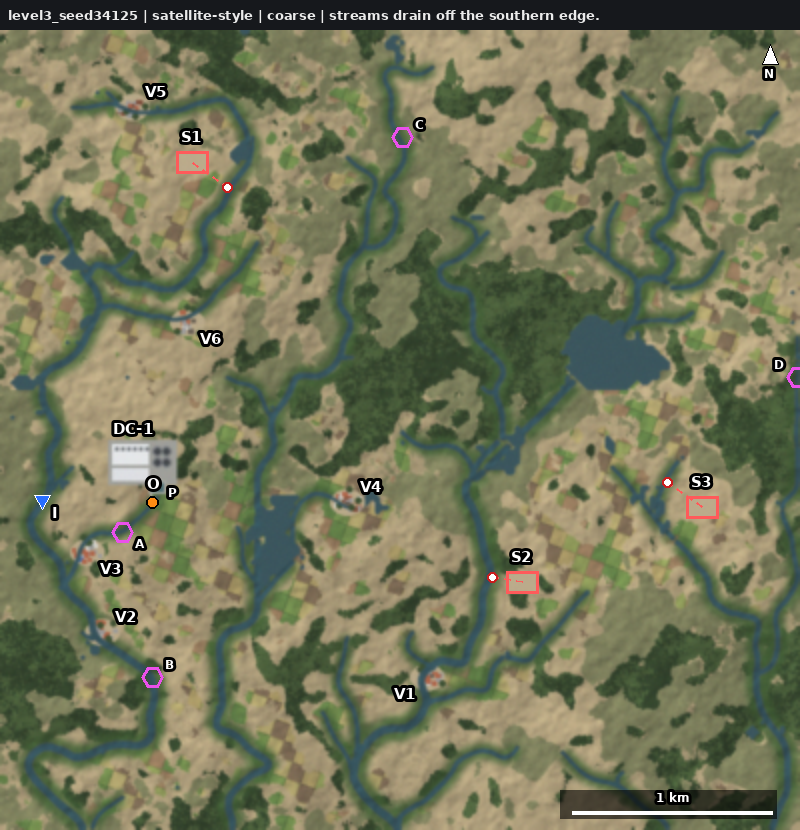 level3_seed34125 | satellite-style | coarse | streams drain off the southern edge.
N
V5
C
S1
V6
D
DC-1
O
P
V4
S3
I
A
V3
S2
V2
B
V1
1 km